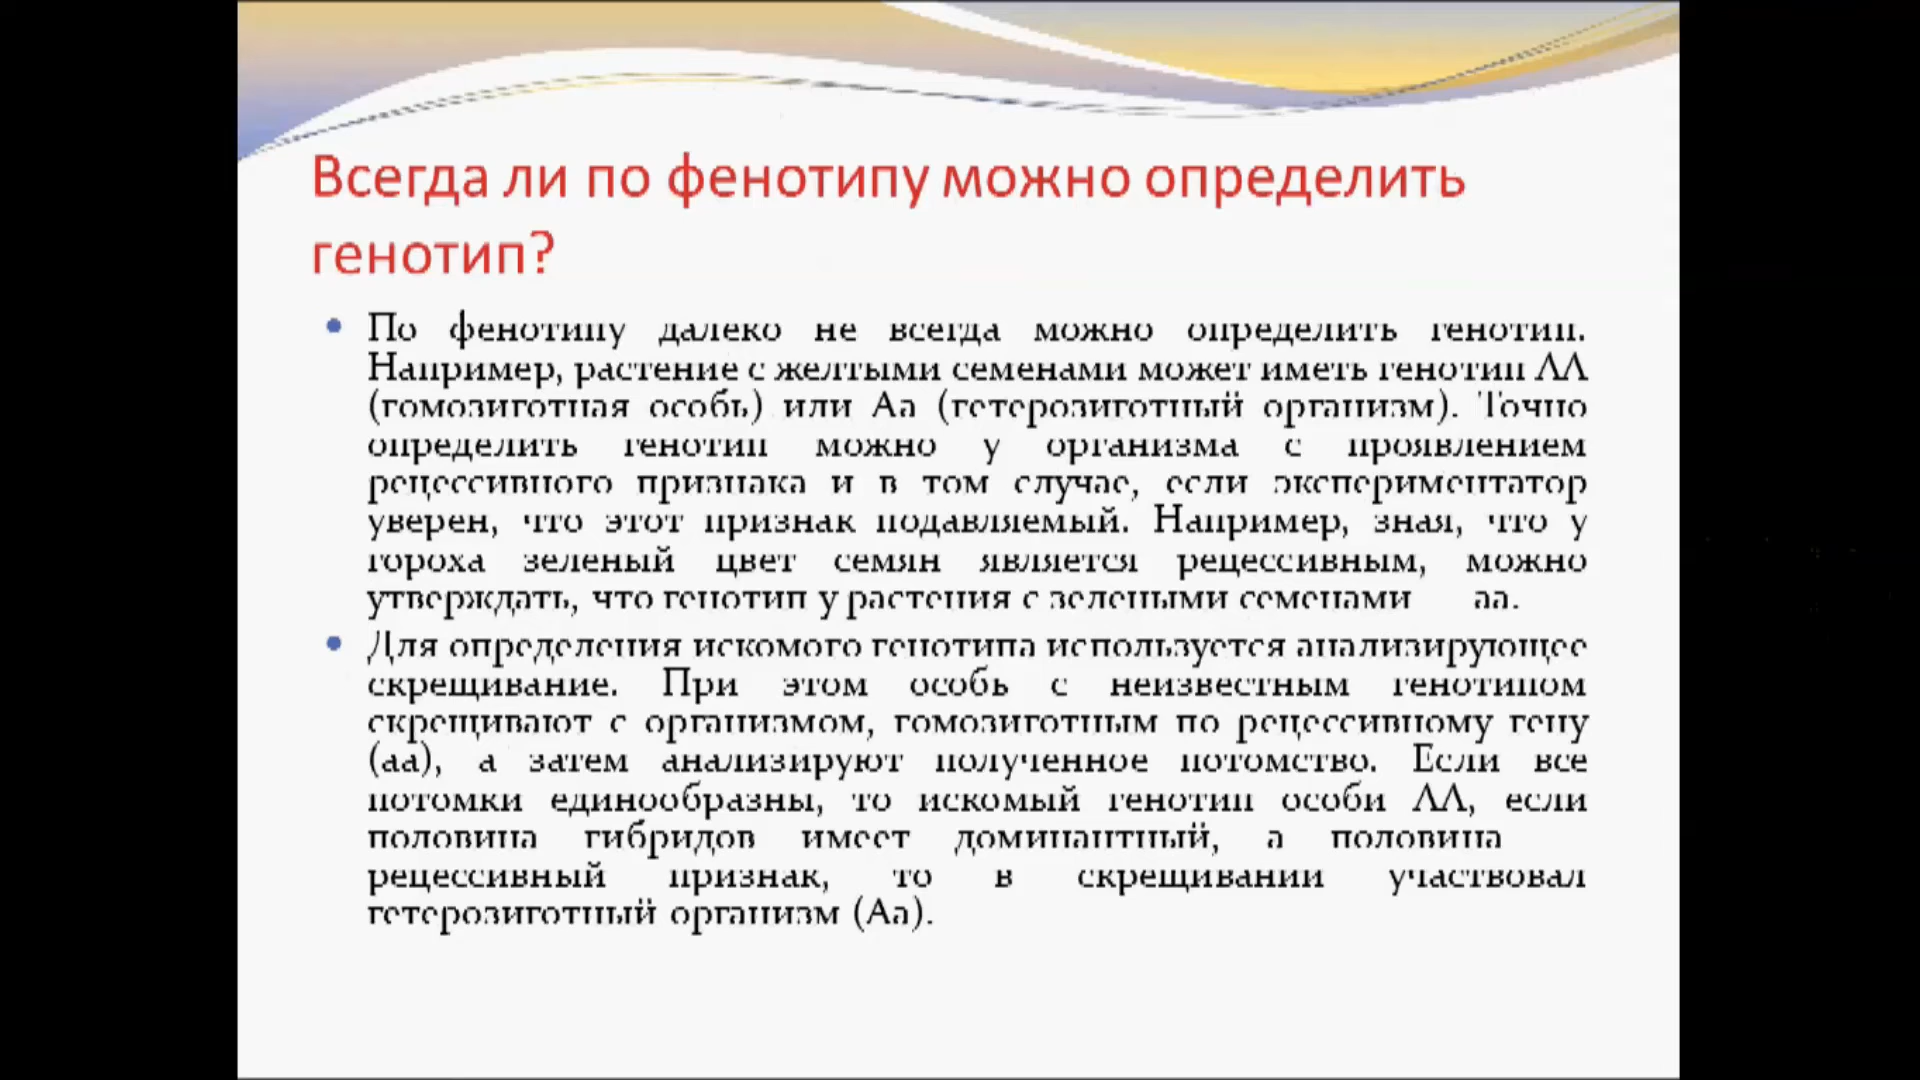 Всегда ли по фенотипу можно определить
генотип?
• По фенотипу далеко не всегда можно определить генотип.
Например, растение с желтыми семенами может иметь генотип АА
(гомозиготная особь) или Аа (гетерозиготный организм). Точно
определить генотип можно у организма с проявлением
рецессивного признака и в том случае, если экспериментатор
уверен, что этот признак подавляемый. Например, зная, что у
гороха зеленый цвет семян является рецессивным, можно
утверждать, что генотип у растения с зелеными семенами аа.
• Для определения искомого генотипа используется анализирующее
скрещивание. При этом особь с неизвестным генотипом
скрещивают с организмом, гомозиготным по рецессивному гену
(аа), а затем анализируют полученное потомство. Если все
потомки единообразны, то искомый генотип особи АА, если
половина гибридов имеет доминантный, а половина
рецессивный признак, то в скрещивании участвовал
гетерозиготный организм (Аа).